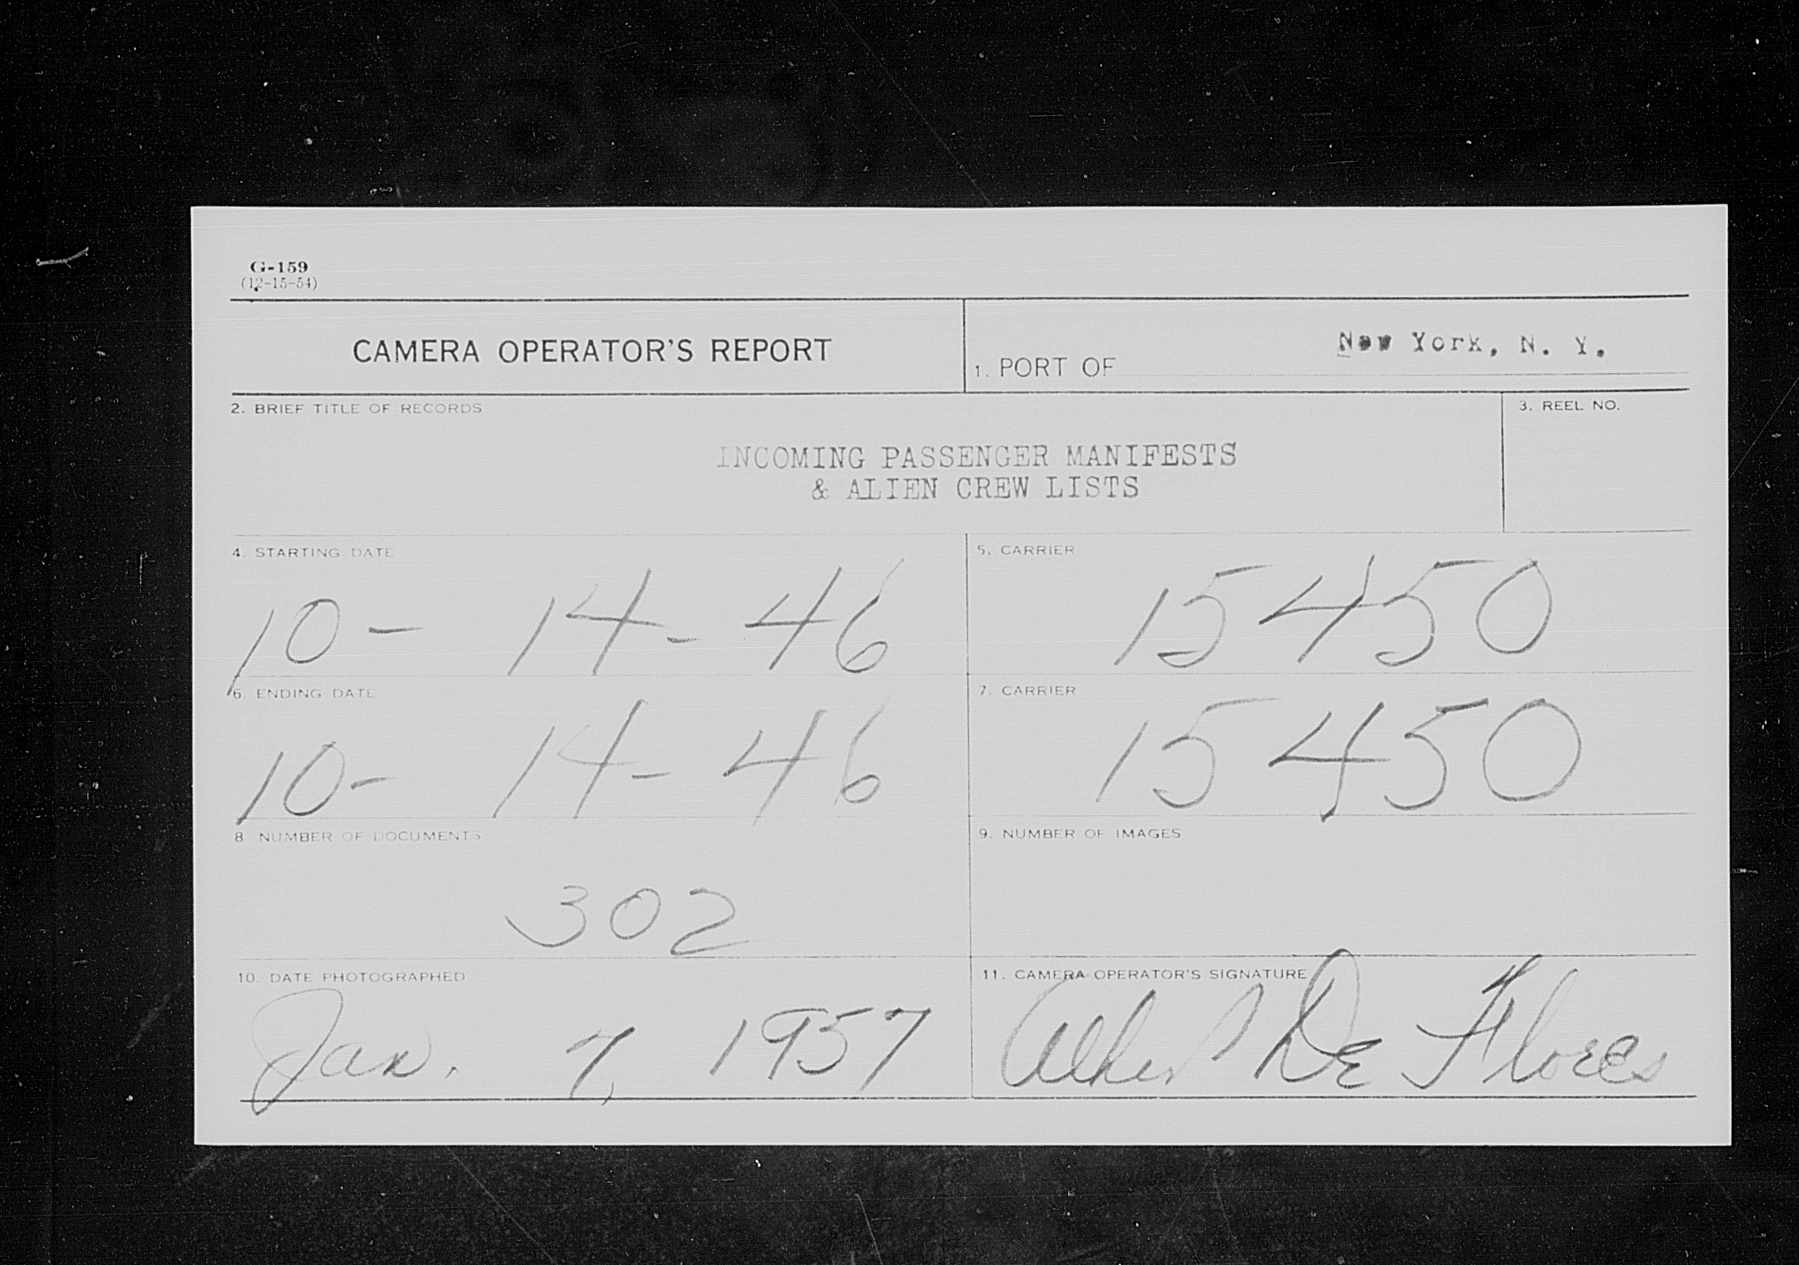 G-159
(12-15-54)
CAMERA OPERATOR'S REPORT
1. PORT OF New York, N. Y.
2. BRIEF TITLE OF RECORDS
3. REEL NO.
INCOMING PASSENGER MANIFESTS
& ALIEN CREW LISTS
4. STARTING DATE
5. CARRIER
10- 14-46
15450
6. ENDING DATE
7. CARRIER
10- 14-46
15450
8. NUMBER OF DOCUMENTS
9. NUMBER OF IMAGES
302
10. DATE PHOTOGRAPHED
11. CAMERA OPERATOR'S SIGNATURE
Jan. 7, 1957
De Flores